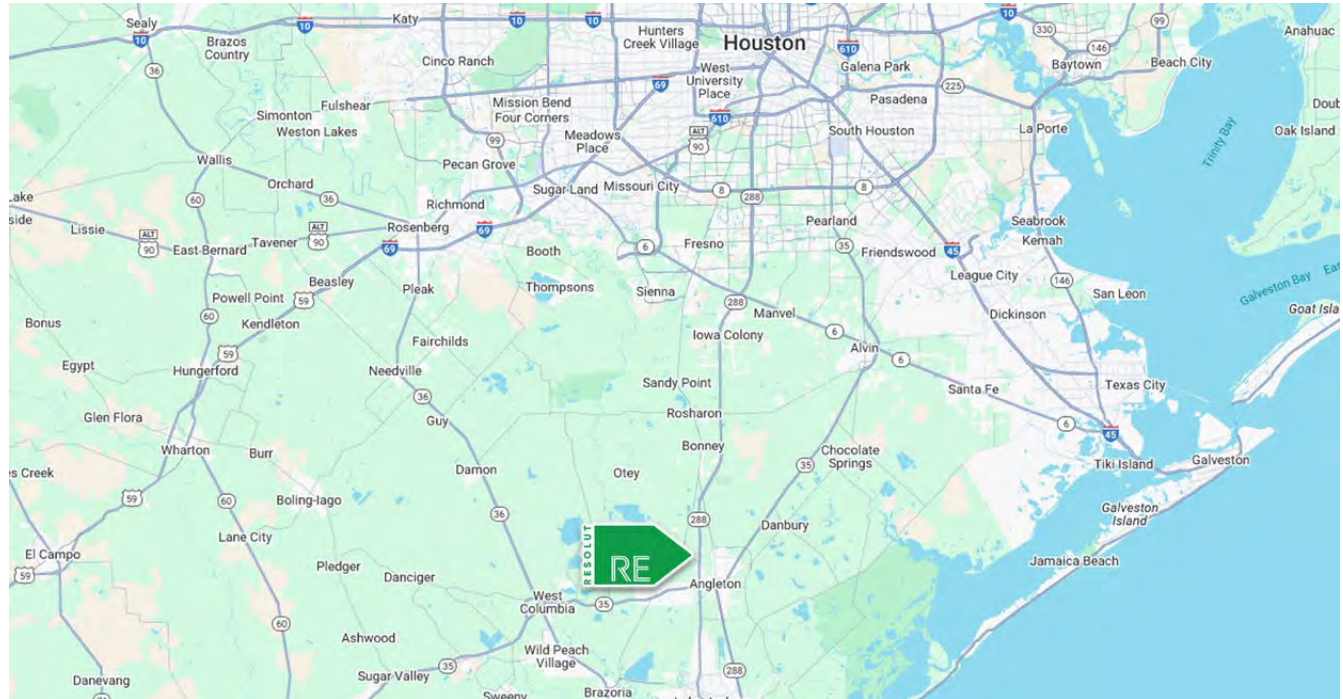 Sealy
10
Katy
10
10
99
Anahuac
Brazos
Country
Hunters
Creek Village
Houston
610
330
146
Cinco Ranch
West
University
Place
Galena Park
Baytown
Beach City
36
69
Mission Bend
Four Corners
225
Pasadena
Fulshear
Simonton
Weston Lakes
610
Meadows
Place
ALT
90
South Houston
La Porte
Oak Island
Trinity Bay
99
Wallis
Pecan Grove
Orchard
36
60
Sugar Land
Missouri City
8
8
288
Richmond
Lake
side
Lissie
ALT
90
Tavener
ALT
90
Rosenberg
69
Pearland
Seabrook
Kemah
East Bernard
69
Booth
6
Fresno
35
Friendswood
45
League City
Beasley
Pleak
Thompsons
Sienna
146
San Leon
Galveston Bay
Powell Point
59
288
Manvel
Dickinson
Goat Isla
Bonus
60
Kendleton
Iowa Colony
6
Fairchilds
Alvin
6
59
Egypt
Hungerford
Needville
Sandy Point
Santa Fe
Texas City
36
Glen Flora
Guy
Rosharon
6
45
Wharton
Burr
Bonney
Chocolate
Springs
Tiki Island
Galveston
s Creek
Damon
Otey
35
59
Boling-Iago
60
36
Galveston
Island
Lane City
288
Danbury
RESOLUT
RE
El Campo
59
Pledger
Danciger
Jamaica Beach
West
Columbia
35
Angleton
60
Ashwood
Wild Peach
Village
35
Sugar Valley
288
Danevang
Sweeny
Brazoria